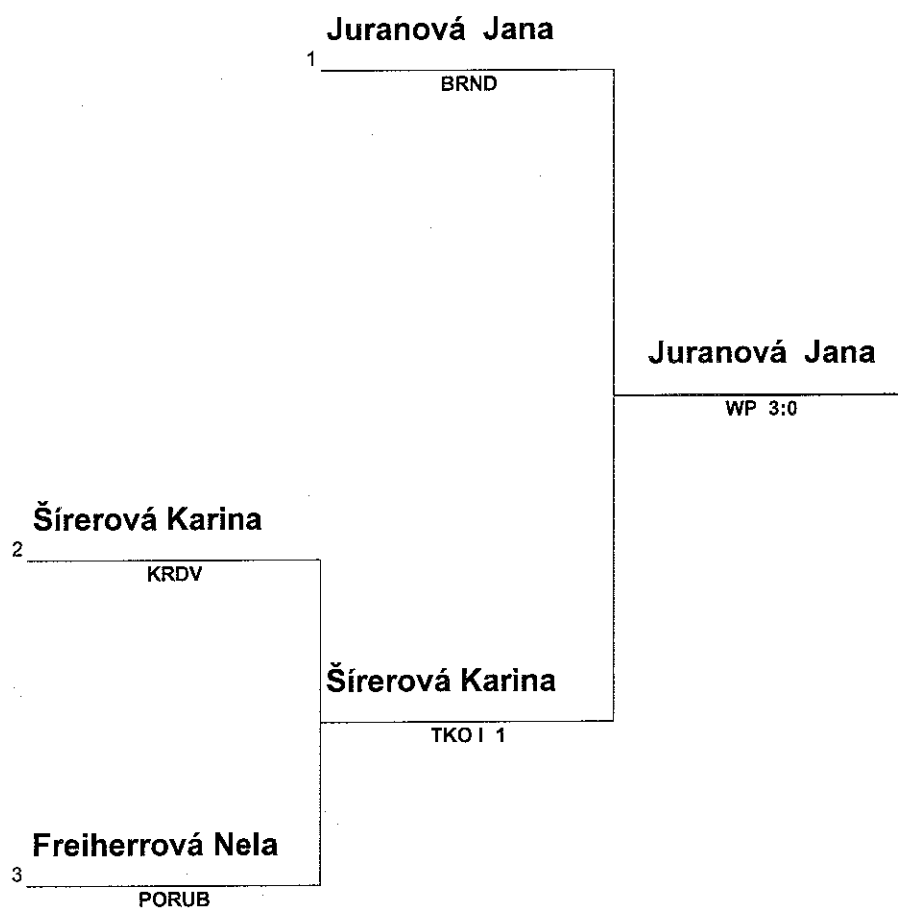 Juranová Jana
1
BRND
Juranová Jana
WP 3:0
Šírerová Karina
2
KRDV
Šírerová Karina
TKO I 1
Freiherrová Nela
3
PORUB